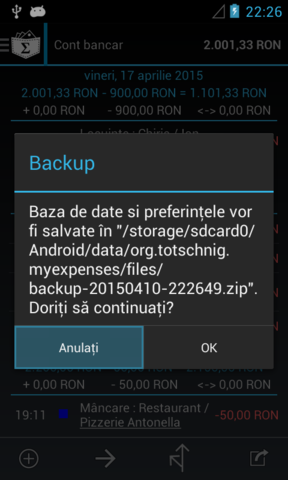 22:26
Cont bancar 2.001,33 RON
vineri, 17 aprilie 2015
2.001,33 RON - 900,00 RON = 1.101,33 RON
+ 0,00 RON - 900,00 RON <-> 0,00 RON
Backup
Baza de date si preferințele vor
fi salvate în "/storage/sdcard0/
Android/data/org.totschnig.
myexpenses/files/
backup-20150410-222649.zip".
Doriți să continuați?
Anulați OK
+ 0,00 RON - 50,00 RON <-> 0,00 RON
19:11 Mâncare : Restaurant / -50,00 RON
Pizzerie Antonella